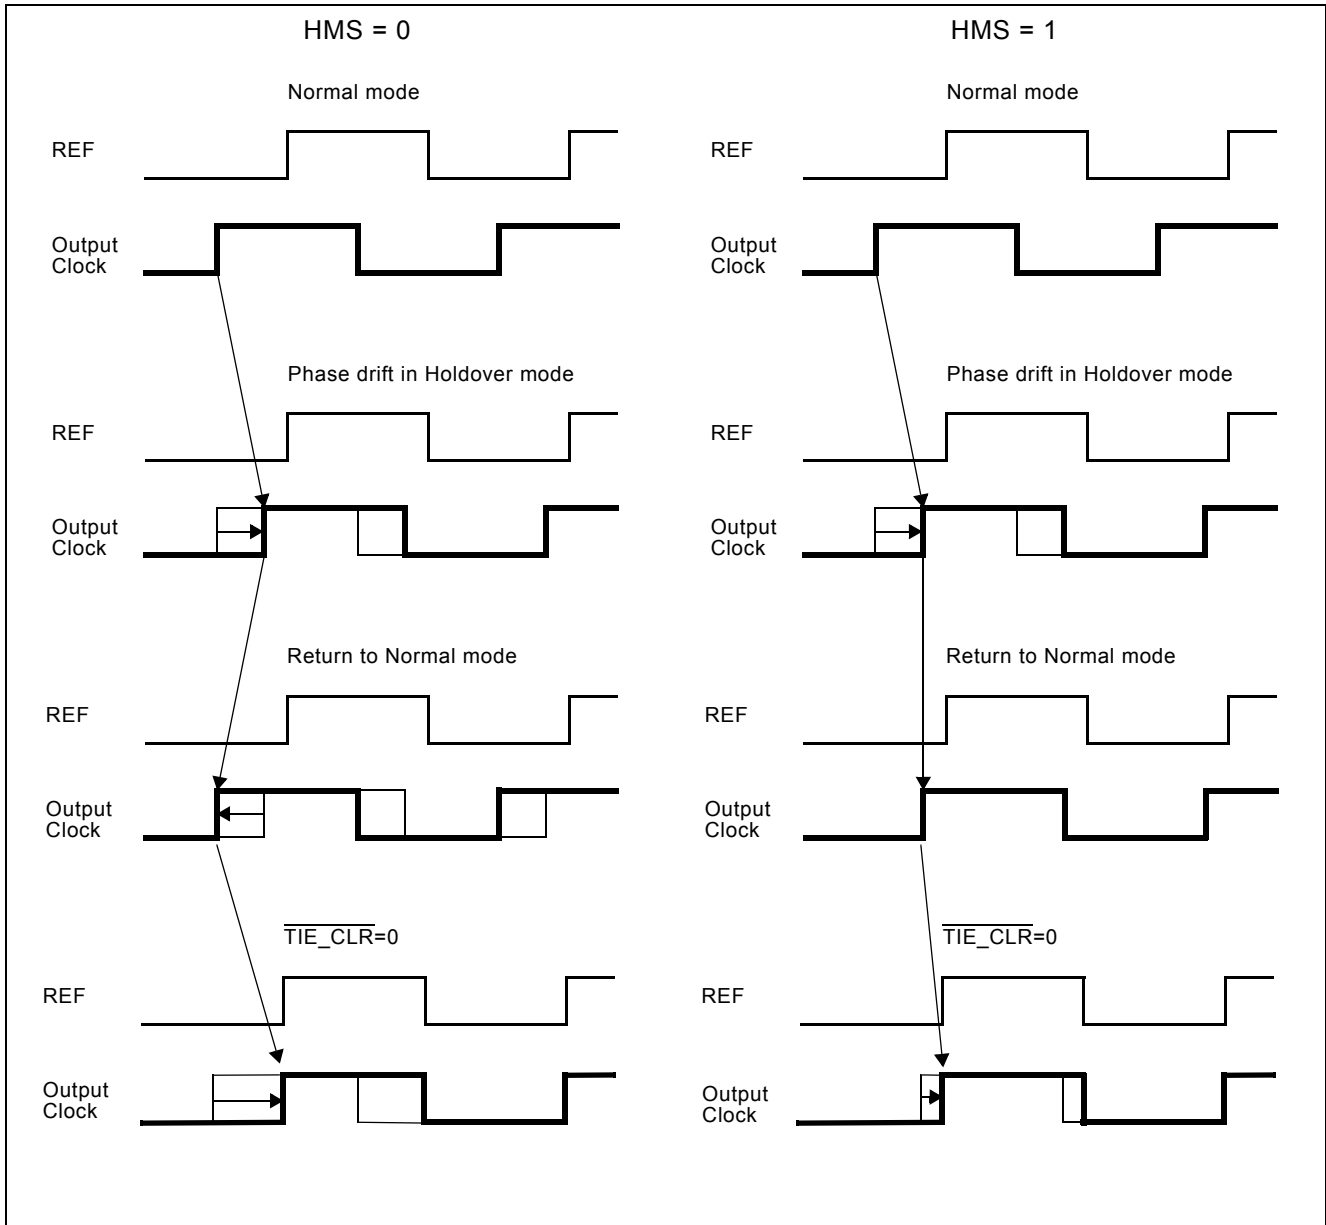 HMS = 0
Normal mode
REF
Output
Clock
Phase drift in Holdover mode
REF
Output
Clock
Return to Normal mode
REF
Output
Clock
TIE_CLR=0
REF
Output
Clock
HMS = 1
Normal mode
REF
Output
Clock
Phase drift in Holdover mode
REF
Output
Clock
Return to Normal mode
REF
Output
Clock
TIE_CLR=0
REF
Output
Clock